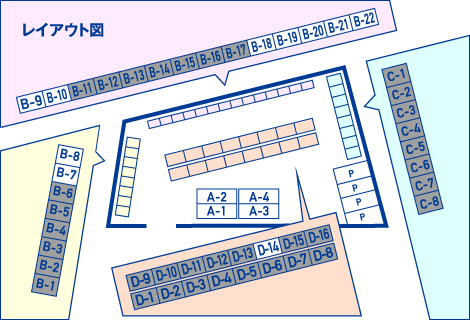 レイアウト図
B-9 B-10 B-11 B-12 B-13 B-14 B-15 B-16 B-17 B-18 B-19 B-20 B-21 B-22
B-8
B-7
B-6
B-5
B-4
B-3
B-2
B-1
C-1
C-2
C-3
C-4
C-5
C-6
C-7
C-8
A-2 A-4
A-1 A-3
P
P
P
P
D-9 D-10 D-11 D-12 D-13 D-14 D-15 D-16
D-1 D-2 D-3 D-4 D-5 D-6 D-7 D-8